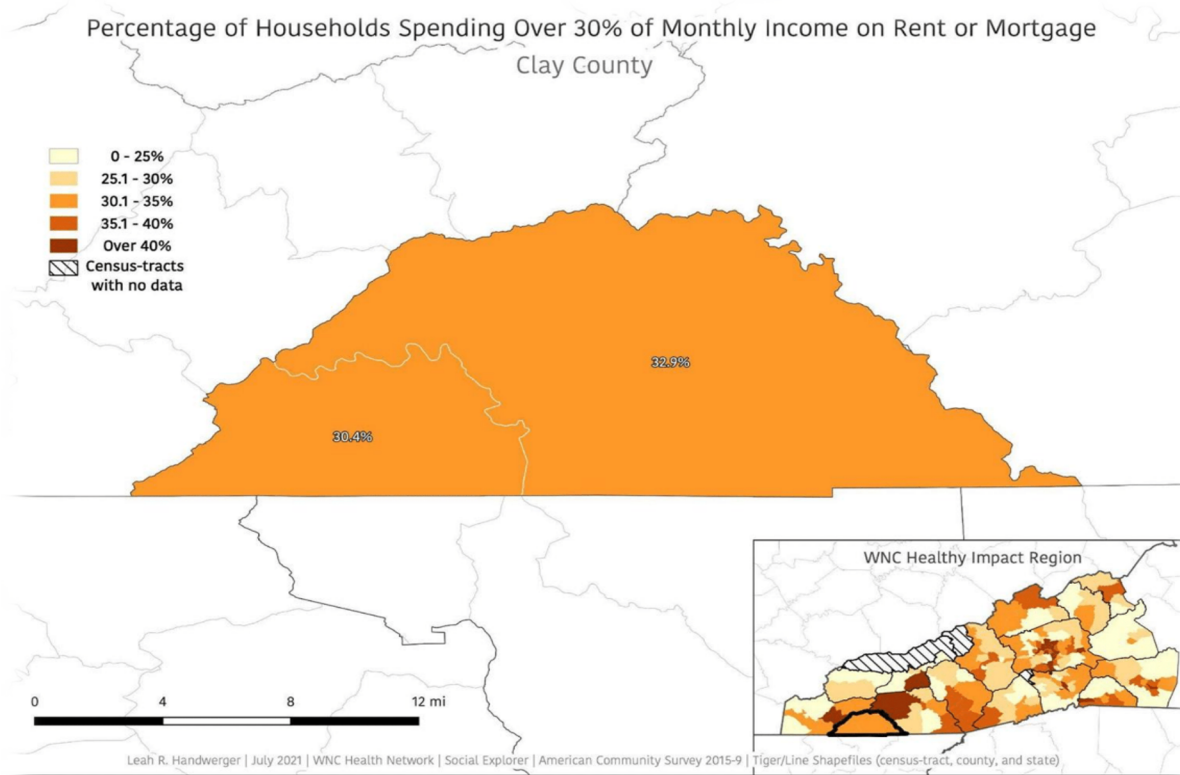 Percentage of Households Spending Over 30% of Monthly Income on Rent or Mortgage
Clay County
0 - 25%
25.1 - 30%
30.1 - 35%
35.1 - 40%
Over 40%
Census-tracts
with no data
32.9%
30.4%
WNC Healthy Impact Region
0 4 8 12 mi
Leah R. Handwerger | July 2021 | WNC Health Network | Social Explorer | American Community Survey 2015-9 | Tiger/Line Shapefiles (census-tract, county, and state)